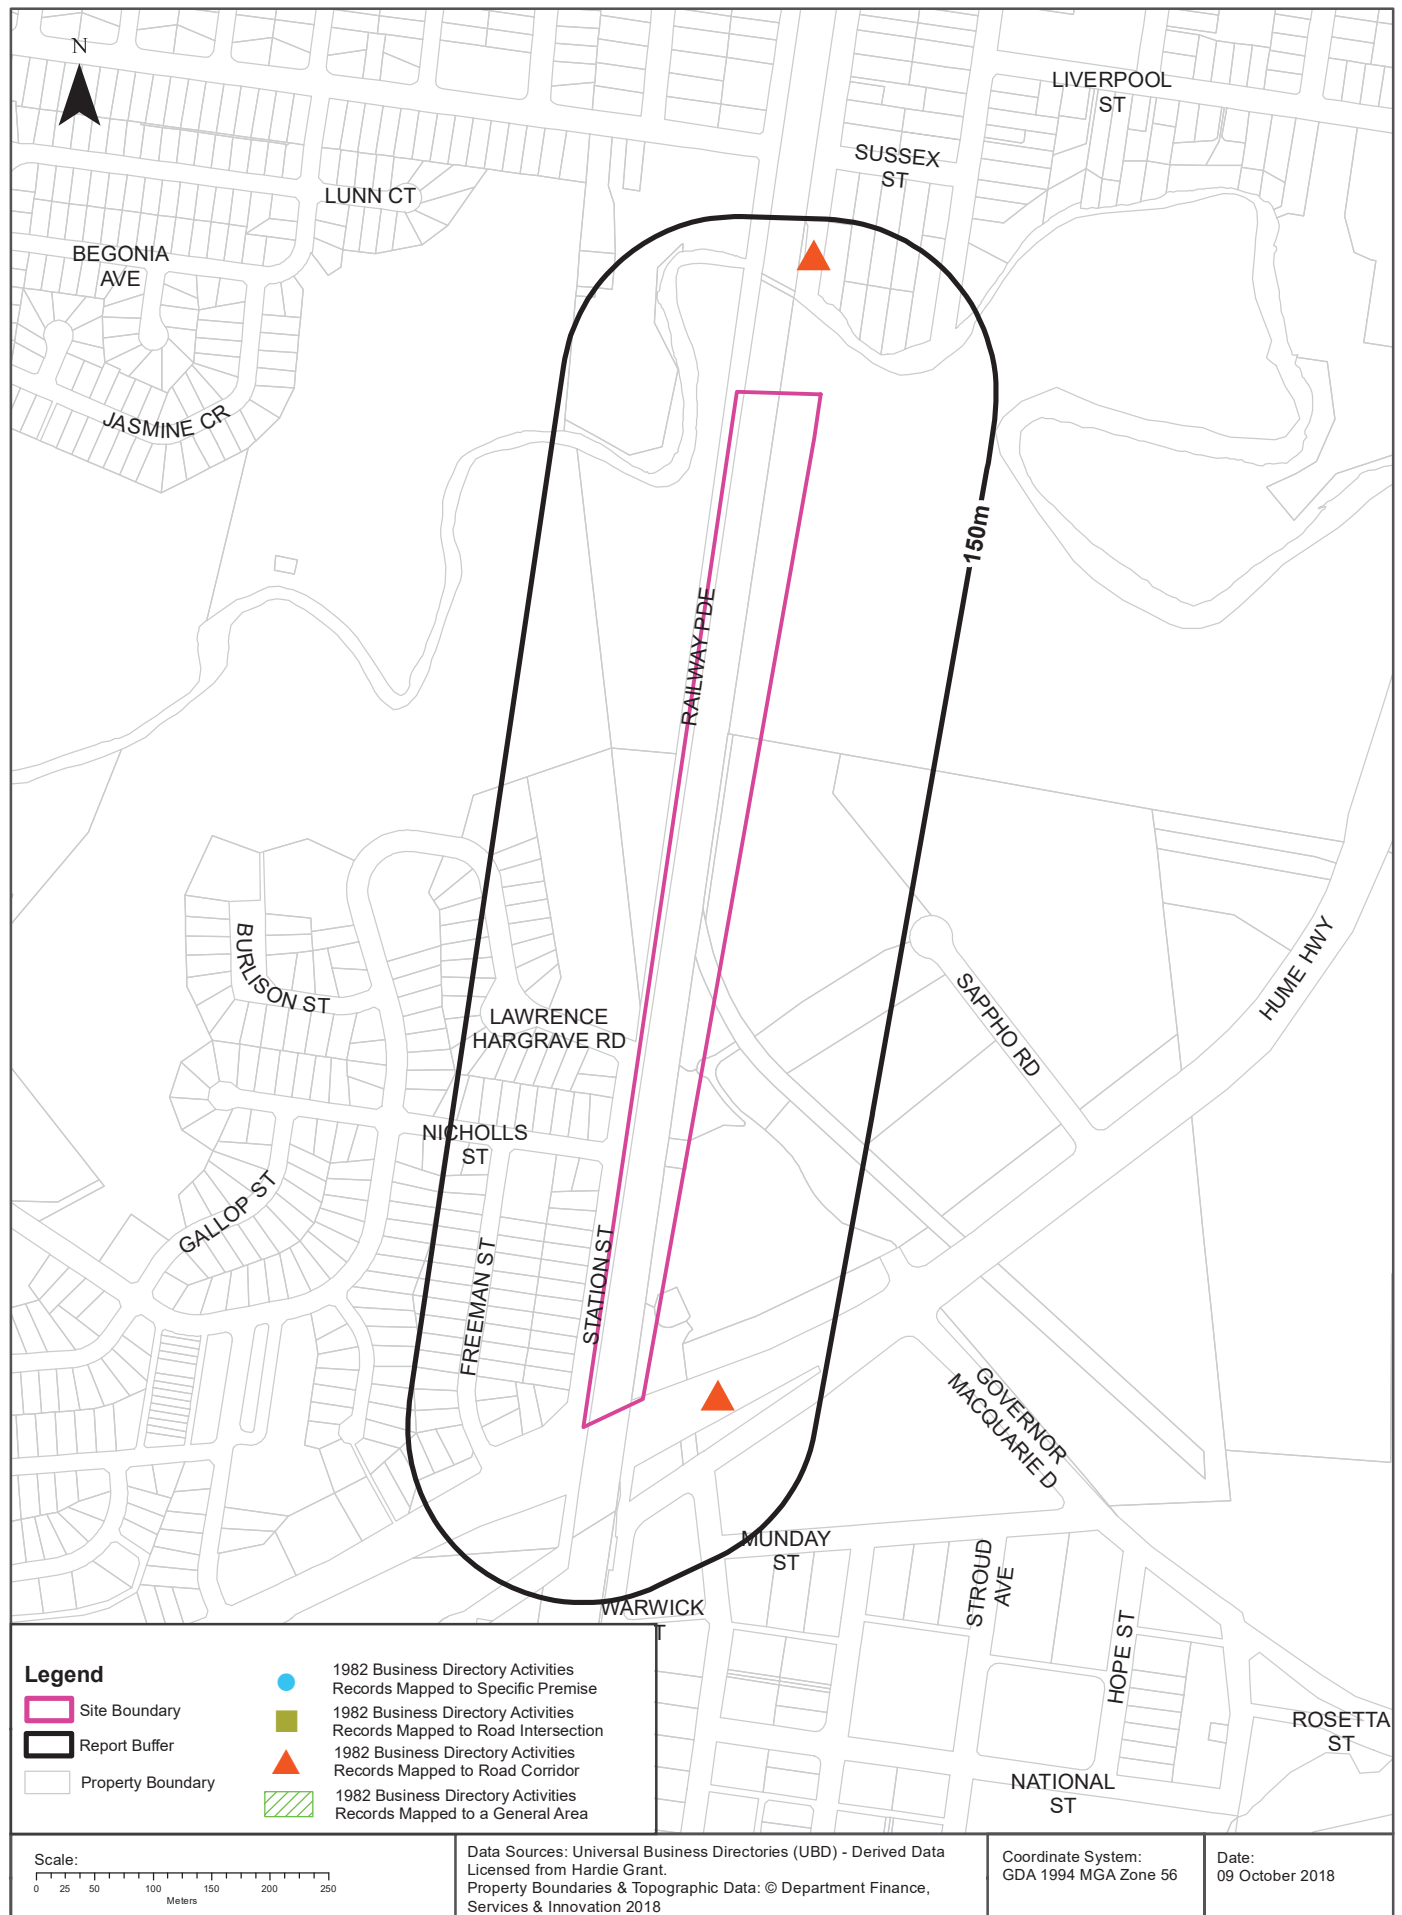 N
LIVERPOOL
ST
SUSSEX
ST
LUNN CT
BEGONIA
AVE
JASMINE CR
150m
RAILWAY PDE
BURLISON ST
SAPPHO RD
HUME HWY
LAWRENCE
HARGRAVE RD
NICHOLLS
ST
GALLOP ST
FREEMAN ST
STATION ST
GOVERNOR
MACQUARIE D
MUNDAY
ST
STROUD
AVE
WARWICK
T
HOPE ST
ROSETTA
ST
NATIONAL
ST
Legend
Site Boundary
Report Buffer
Property Boundary
1982 Business Directory Activities
Records Mapped to Specific Premise
1982 Business Directory Activities
Records Mapped to Road Intersection
1982 Business Directory Activities
Records Mapped to Road Corridor
1982 Business Directory Activities
Records Mapped to a General Area
Scale:
0 25 50 100 150 200 250
Meters
Data Sources: Universal Business Directories (UBD) - Derived Data
Licensed from Hardie Grant.
Property Boundaries & Topographic Data: © Department Finance,
Services & Innovation 2018
Coordinate System:
GDA 1994 MGA Zone 56
Date:
09 October 2018